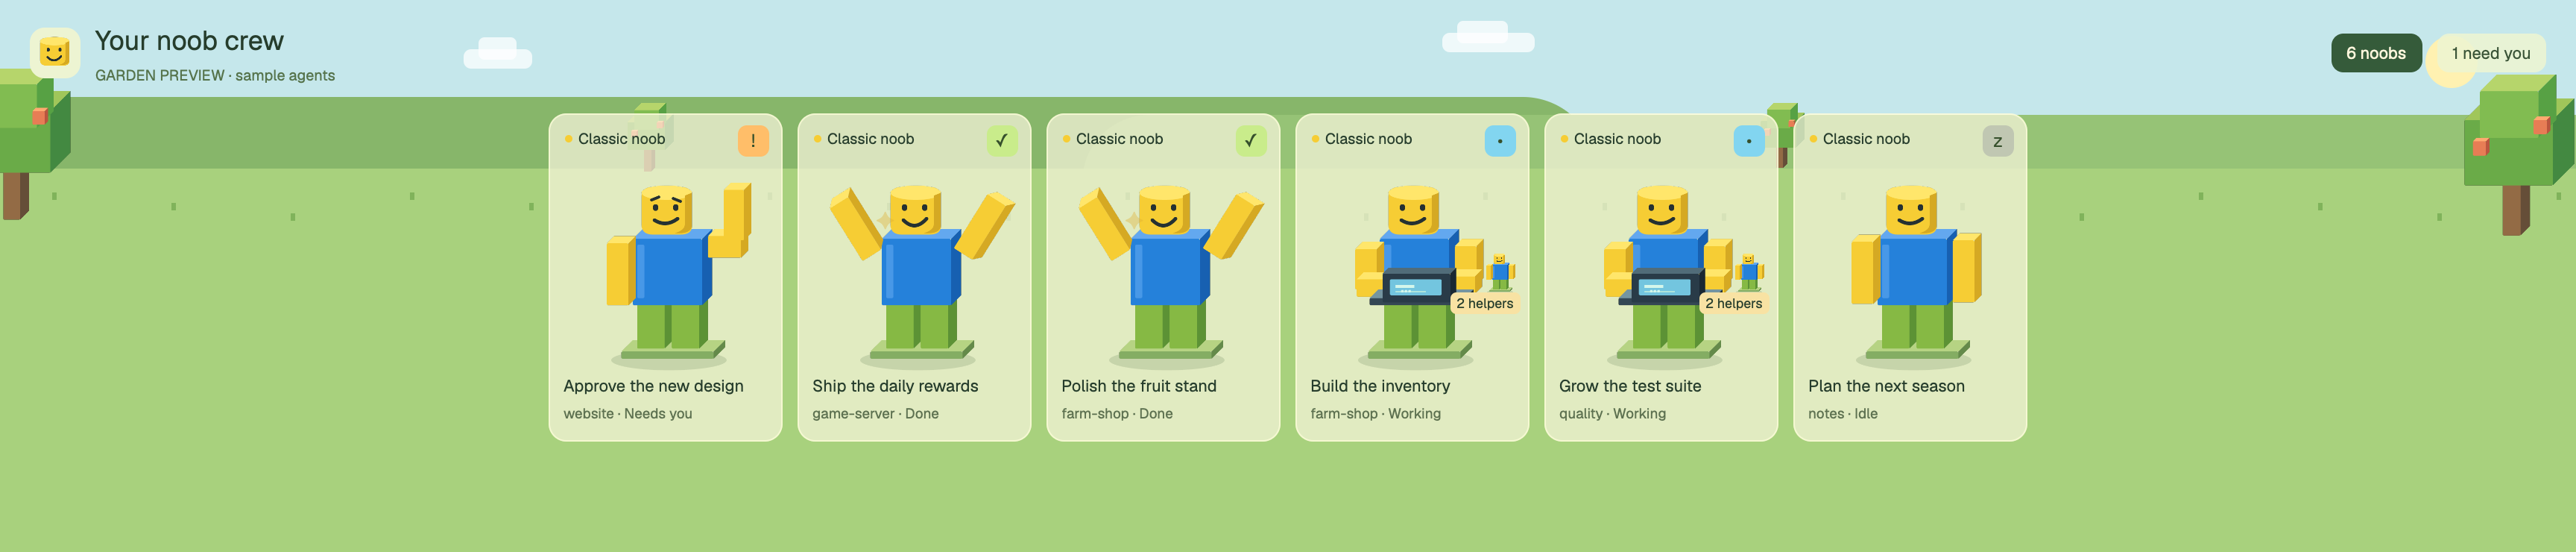 Your noob crew
GARDEN PREVIEW · sample agents
6 noobs
1 need you
Classic noob
!
Approve the new design
website · Needs you
Classic noob
✓
Ship the daily rewards
game-server · Done
Classic noob
✓
Polish the fruit stand
farm-shop · Done
Classic noob
•
2 helpers
Build the inventory
farm-shop · Working
Classic noob
•
2 helpers
Grow the test suite
quality · Working
Classic noob
z
Plan the next season
notes · Idle